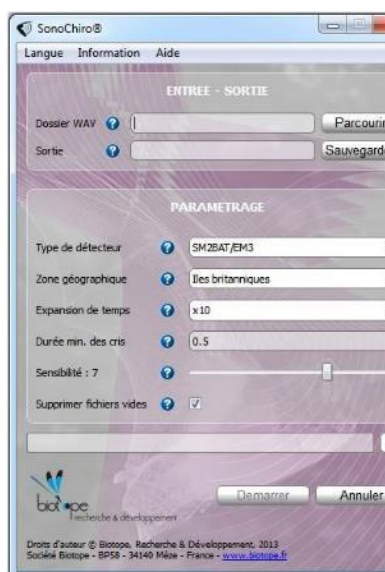 SonoChiro®
Langue Information Aide
ENTREE - SORTIE
Dossier WAV ? Parcourir
Sortie ? Sauvegard
PARAMETRAGE
Type de détecteur ? SM2BAT/EM3
Zone géographique ? Iles britanniques
Expansion de temps ? x10
Durée min. des cris ? 0.5
Sensibilité : 7 ?
Supprimer fichiers vides ?
biotope
recherche & développement
Demarrer Annuler
Droits d'auteur © Biotope, Recherche & Développement, 2013
Société Biotope - BP58 - 34140 Mèze - France - www.biotope.fr